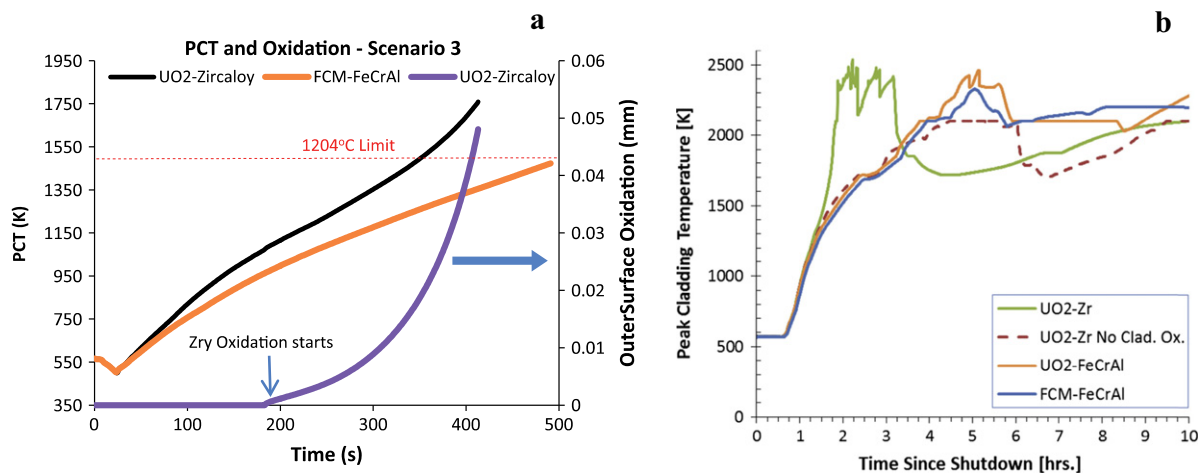 a
PCT and Oxidation - Scenario 3
UO2-Zircaloy FCM-FeCrAl UO2-Zircaloy
1204°C Limit
Zry Oxidation starts
PCT (K)
1950
1750
1550
1350
1150
950
750
550
350
OuterSurface Oxidation (mm)
0.06
0.05
0.04
0.03
0.02
0.01
0
0 100 200 300 400 500
Time (s)
b
Peak Cladding Temperature [K]
2500
2000
1500
1000
500
0
UO2-Zr
UO2-Zr No Clad. Ox.
UO2-FeCrAl
FCM-FeCrAl
0 1 2 3 4 5 6 7 8 9 10
Time Since Shutdown [hrs.]